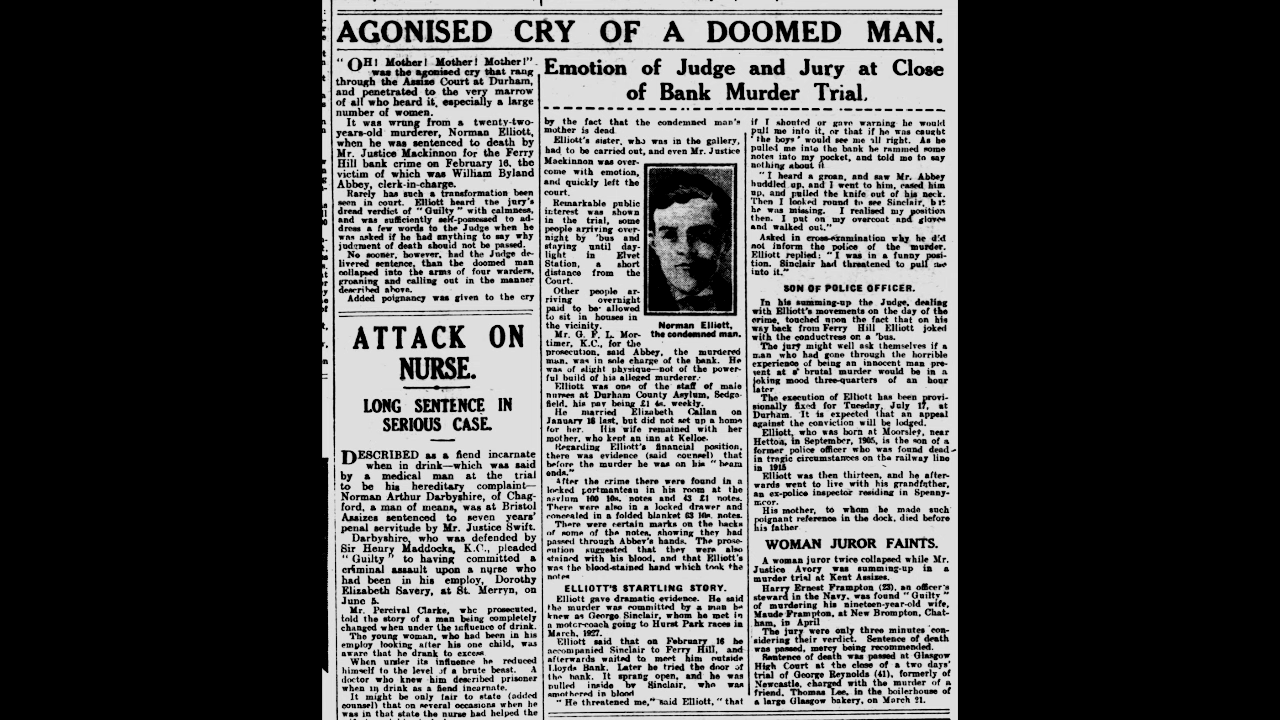 AGONISED CRY OF A DOOMED MAN.
"OH! Mother! Mother! Mother!"
was the agonised cry that rang
through the Assize Court at Durham,
and penetrated to the very marrow
of all who heard it, especially a large
number of women.
It was wrung from a twenty-two-
years-old murderer, Norman Elliott,
when he was sentenced to death by
Mr. Justice Mackinnon for the Ferry
Hill bank crime on February 16, the
victim of which was William Byland
Abbey, clerk-in-charge.
Rarely has such a transformation been
seen in court. Elliott heard the jury's
dread verdict of "Guilty" with calmness,
and was sufficiently self-possessed to ad-
dress a few words to the Judge when he
was asked if he had anything to say why
judgment of death should not be passed.
No sooner, however, had the Judge de-
livered sentence, than the doomed man
collapsed into the arms of four warders,
groaning and calling out in the manner
described above.
Added poignancy was given to the cry
ATTACK ON
NURSE.
LONG SENTENCE IN
SERIOUS CASE.
DESCRIBED as a fiend incarnate
when in drink—which was said
by a medical man at the trial
to be his hereditary complaint—
Norman Arthur Darbyshire, of Chag-
ford, a man of means, was at Bristol
Assizes sentenced to seven years'
penal servitude by Mr. Justice Swift.
Darbyshire, who was defended by
Sir Henry Maddocks, K.C., pleaded
"Guilty" to having committed a
criminal assault upon a nurse who
had been in his employ, Dorothy
Elizabeth Savery, at St. Merryn, on
June 5.
Mr. Percival Clarke, who prosecuted,
told the story of a man being completely
changed when under the influence of drink.
The young woman, who had been in his
employ looking after his one child, was
aware that he drank to excess.
When under its influence he reduced
himself to the level of a brute beast. A
doctor who knew him described prisoner
when in drink as a fiend incarnate.
It might be only fair to state (added
counsel) that on several occasions when he
was in that state the nurse had helped the
Emotion of Judge and Jury at Close
of Bank Murder Trial.
by the fact that the condemned man's
mother is dead
Elliott's sister, who was in the gallery,
had to be carried out, and even Mr. Justice
Mackinnon was over-
come with emotion,
and quickly left the
court.
Remarkable public
interest was shown
in the trial, some
people arriving over-
night by 'bus and
staying until day-
light in Elvet
Station, a short
distance from the
Court.
Other people ar-
riving overnight
paid to be allowed
to sit in houses in
the vicinity.
Mr. G. F. L. Mor-
timer, K.C., for the
Norman Elliott,
the condemned man.
prosecution, said Abbey, the murdered
man, was in sole charge of the bank. He
was of slight physique—not of the power-
ful build of his alleged murderer.
Elliott was one of the staff of male
nurses at Durham County Asylum, Sedge-
field, his pay being £1 4s. weekly.
He married Elizabeth Callan on
January 16 last, but did not set up a home
for her. His wife remained with her
mother, who kept an inn at Kelloe.
Regarding Elliott's financial position,
there was evidence (said counsel) that
before the murder he was on his "beam
ends."
After the crime there were found in a
locked portmanteau in his room at the
asylum 100 10s. notes and 43 £1 notes.
There were also in a locked drawer and
concealed in a folded blanket 63 10s. notes.
There were certain marks on the backs
of some of the notes, showing they had
passed through Abbey's hands. The prose-
cution suggested that they were also
stained with his blood, and that Elliott's
was the blood-stained hand which took the
notes
ELLIOTT'S STARTLING STORY.
Elliott gave dramatic evidence. He said
the murder was committed by a man he
knew as George Sinclair, whom he met in
a motor-coach going to Hurst Park races in
March, 1927.
Elliott said that on February 16 he
accompanied Sinclair to Ferry Hill, and
afterwards waited to meet him outside
Lloyds Bank. Later he tried the door of
the bank. It sprang open, and he was
pulled inside by Sinclair, who was
smothered in blood
"He threatened me," said Elliott, "that
if I shouted or gave warning he would
pull me into it, or that if he was caught
'the boys' would see me all right. As he
pulled me into the bank he rammed some
notes into my pocket, and told me to say
nothing about it
"I heard a groan, and saw Mr. Abbey
huddled up, and I went to him, eased him
up, and pulled the knife out of his neck.
Then I looked round to see Sinclair, but
he was missing. I realised my position
then. I put on my overcoat and gloves
and walked out."
Asked in cross-examination why he did
not inform the police of the murder.
Elliott replied: "I was in a funny posi-
tion. Sinclair had threatened to pull me
into it."
SON OF POLICE OFFICER.
In his summing-up the Judge, dealing
with Elliott's movements on the day of the
crime, touched upon the fact that on his
way back from Ferry Hill Elliott joked
with the conductress on a 'bus.
The jury might well ask themselves if a
man who had gone through the horrible
experience of being an innocent man pre-
sent at a brutal murder would be in a
joking mood three-quarters of an hour
later
The execution of Elliott has been provi-
sionally fixed for Tuesday, July 17, at
Durham. It is expected that an appeal
against the conviction will be lodged.
Elliott, who was born at Moorsley, near
Hetton, in September, 1905, is the son of a
former police officer who was found dead
in tragic circumstances on the railway line
in 1918
Elliott was then thirteen, and he after-
wards went to live with his grandfather,
an ex-police inspector residing in Spenny-
moor.
His mother, to whom he made such
poignant reference in the dock, died before
his father
WOMAN JUROR FAINTS.
A woman juror twice collapsed while Mr.
Justice Avory was summing-up in a
murder trial at Kent Assizes.
Harry Ernest Frampton (23), an officer's
steward in the Navy, was found "Guilty"
of murdering his nineteen-year-old wife,
Maude Frampton, at New Brompton, Chat-
ham, in April
The jury were only three minutes con-
sidering their verdict. Sentence of death
was passed, mercy being recommended.
Sentence of death was passed at Glasgow
High Court at the close of a two days'
trial of George Reynolds (41), formerly of
Newcastle, charged with the murder of a
friend, Thomas Lee, in the boilerhouse of
a large Glasgow bakery, on March 21.